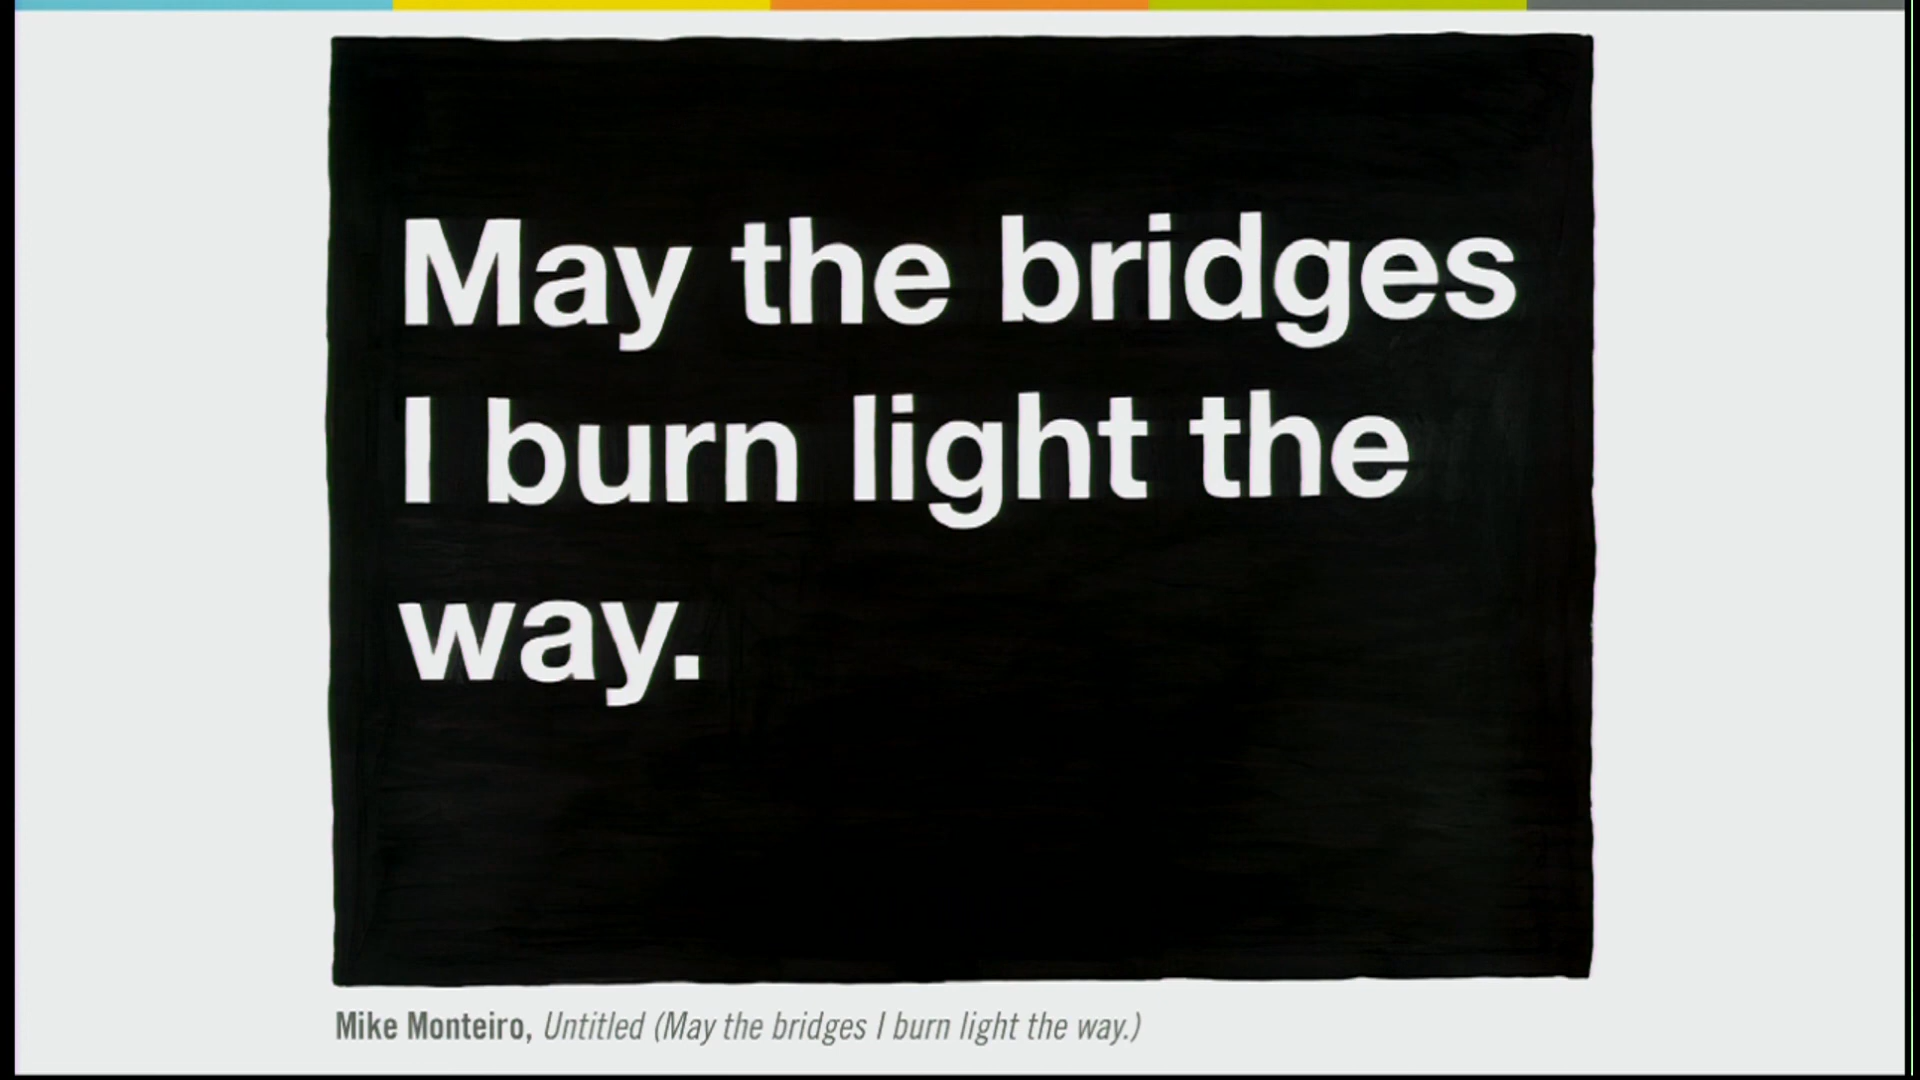 May the bridges
I burn light the
way.
Mike Monteiro, Untitled (May the bridges I burn light the way.)